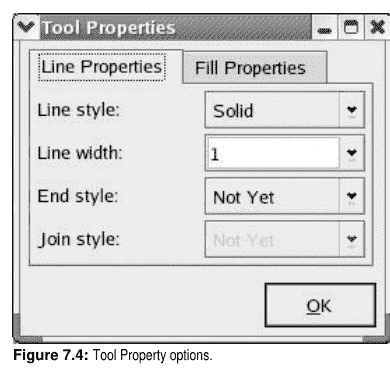 Tool Properties
Line Properties
Fill Properties
Line style:
Solid
Line width:
1
End style:
Not Yet
Join style:
Not Yet
OK
Figure 7.4: Tool Property options.